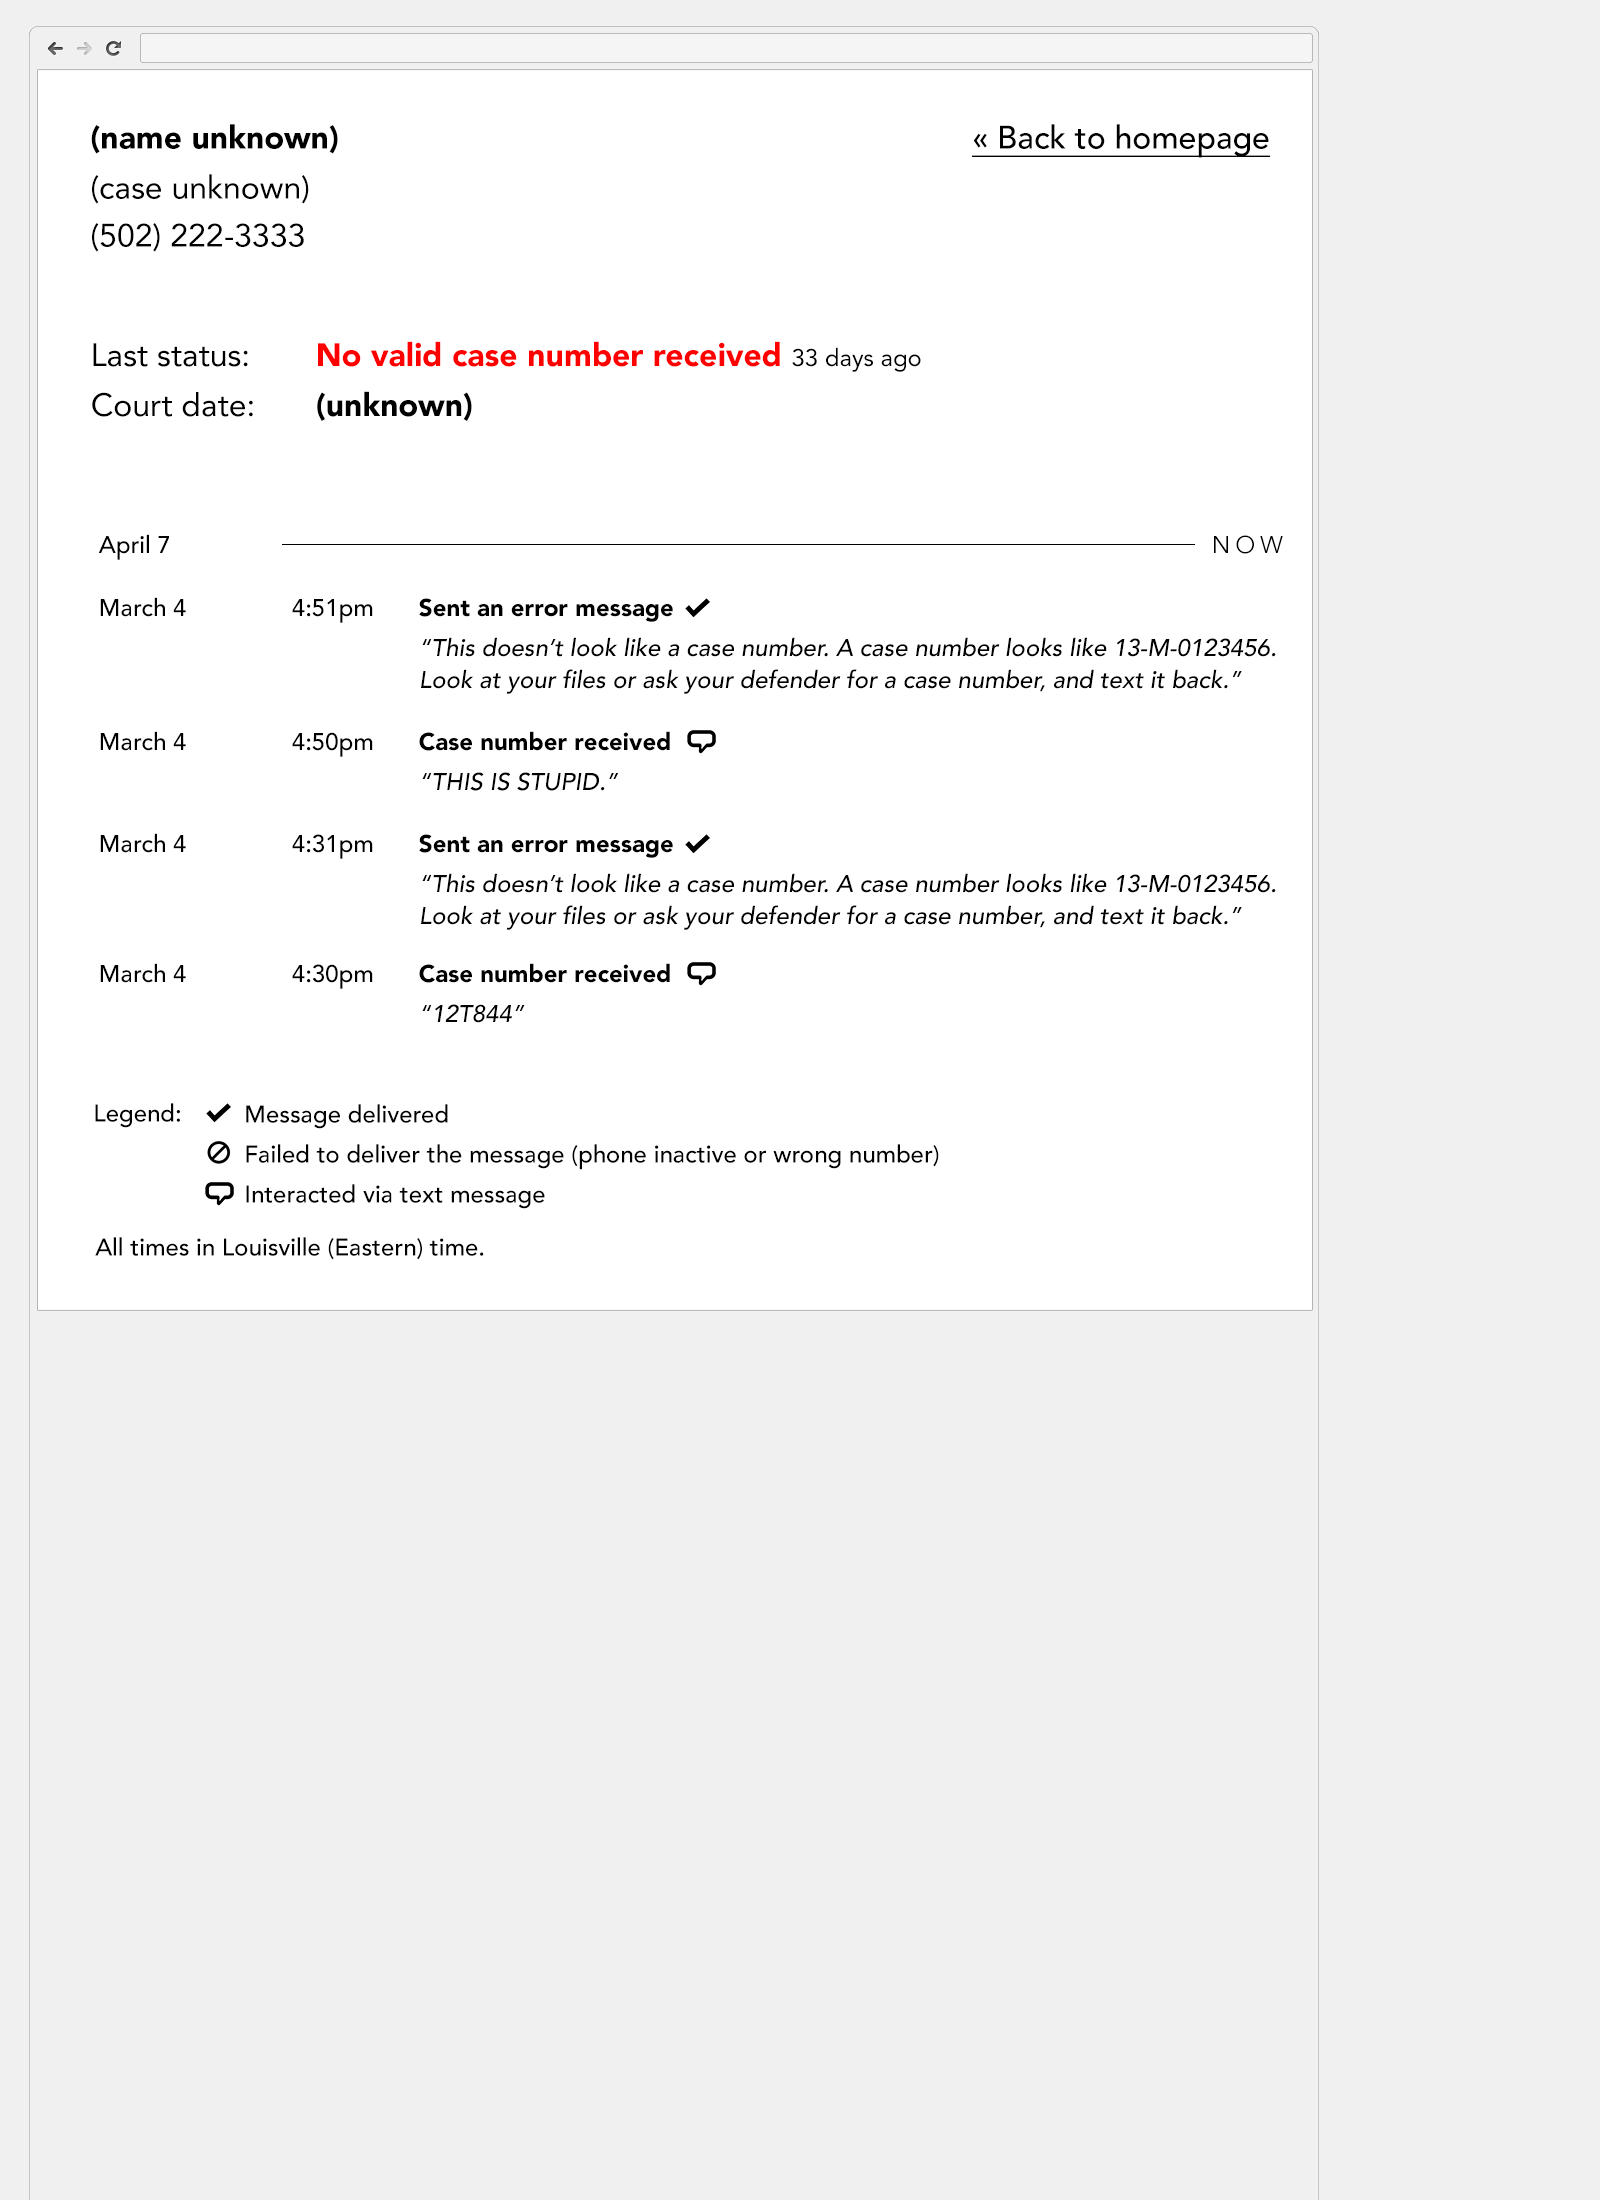 (name unknown)
« Back to homepage
(case unknown)
(502) 222-3333
Last status: No valid case number received 33 days ago
Court date: (unknown)
April 7 NOW
March 4 4:51pm Sent an error message
“This doesn’t look like a case number. A case number looks like 13-M-0123456.
Look at your files or ask your defender for a case number, and text it back.”
March 4 4:50pm Case number received
“THIS IS STUPID.”
March 4 4:31pm Sent an error message
“This doesn’t look like a case number. A case number looks like 13-M-0123456.
Look at your files or ask your defender for a case number, and text it back.”
March 4 4:30pm Case number received
“12T844”
Legend: Message delivered
Failed to deliver the message (phone inactive or wrong number)
Interacted via text message
All times in Louisville (Eastern) time.